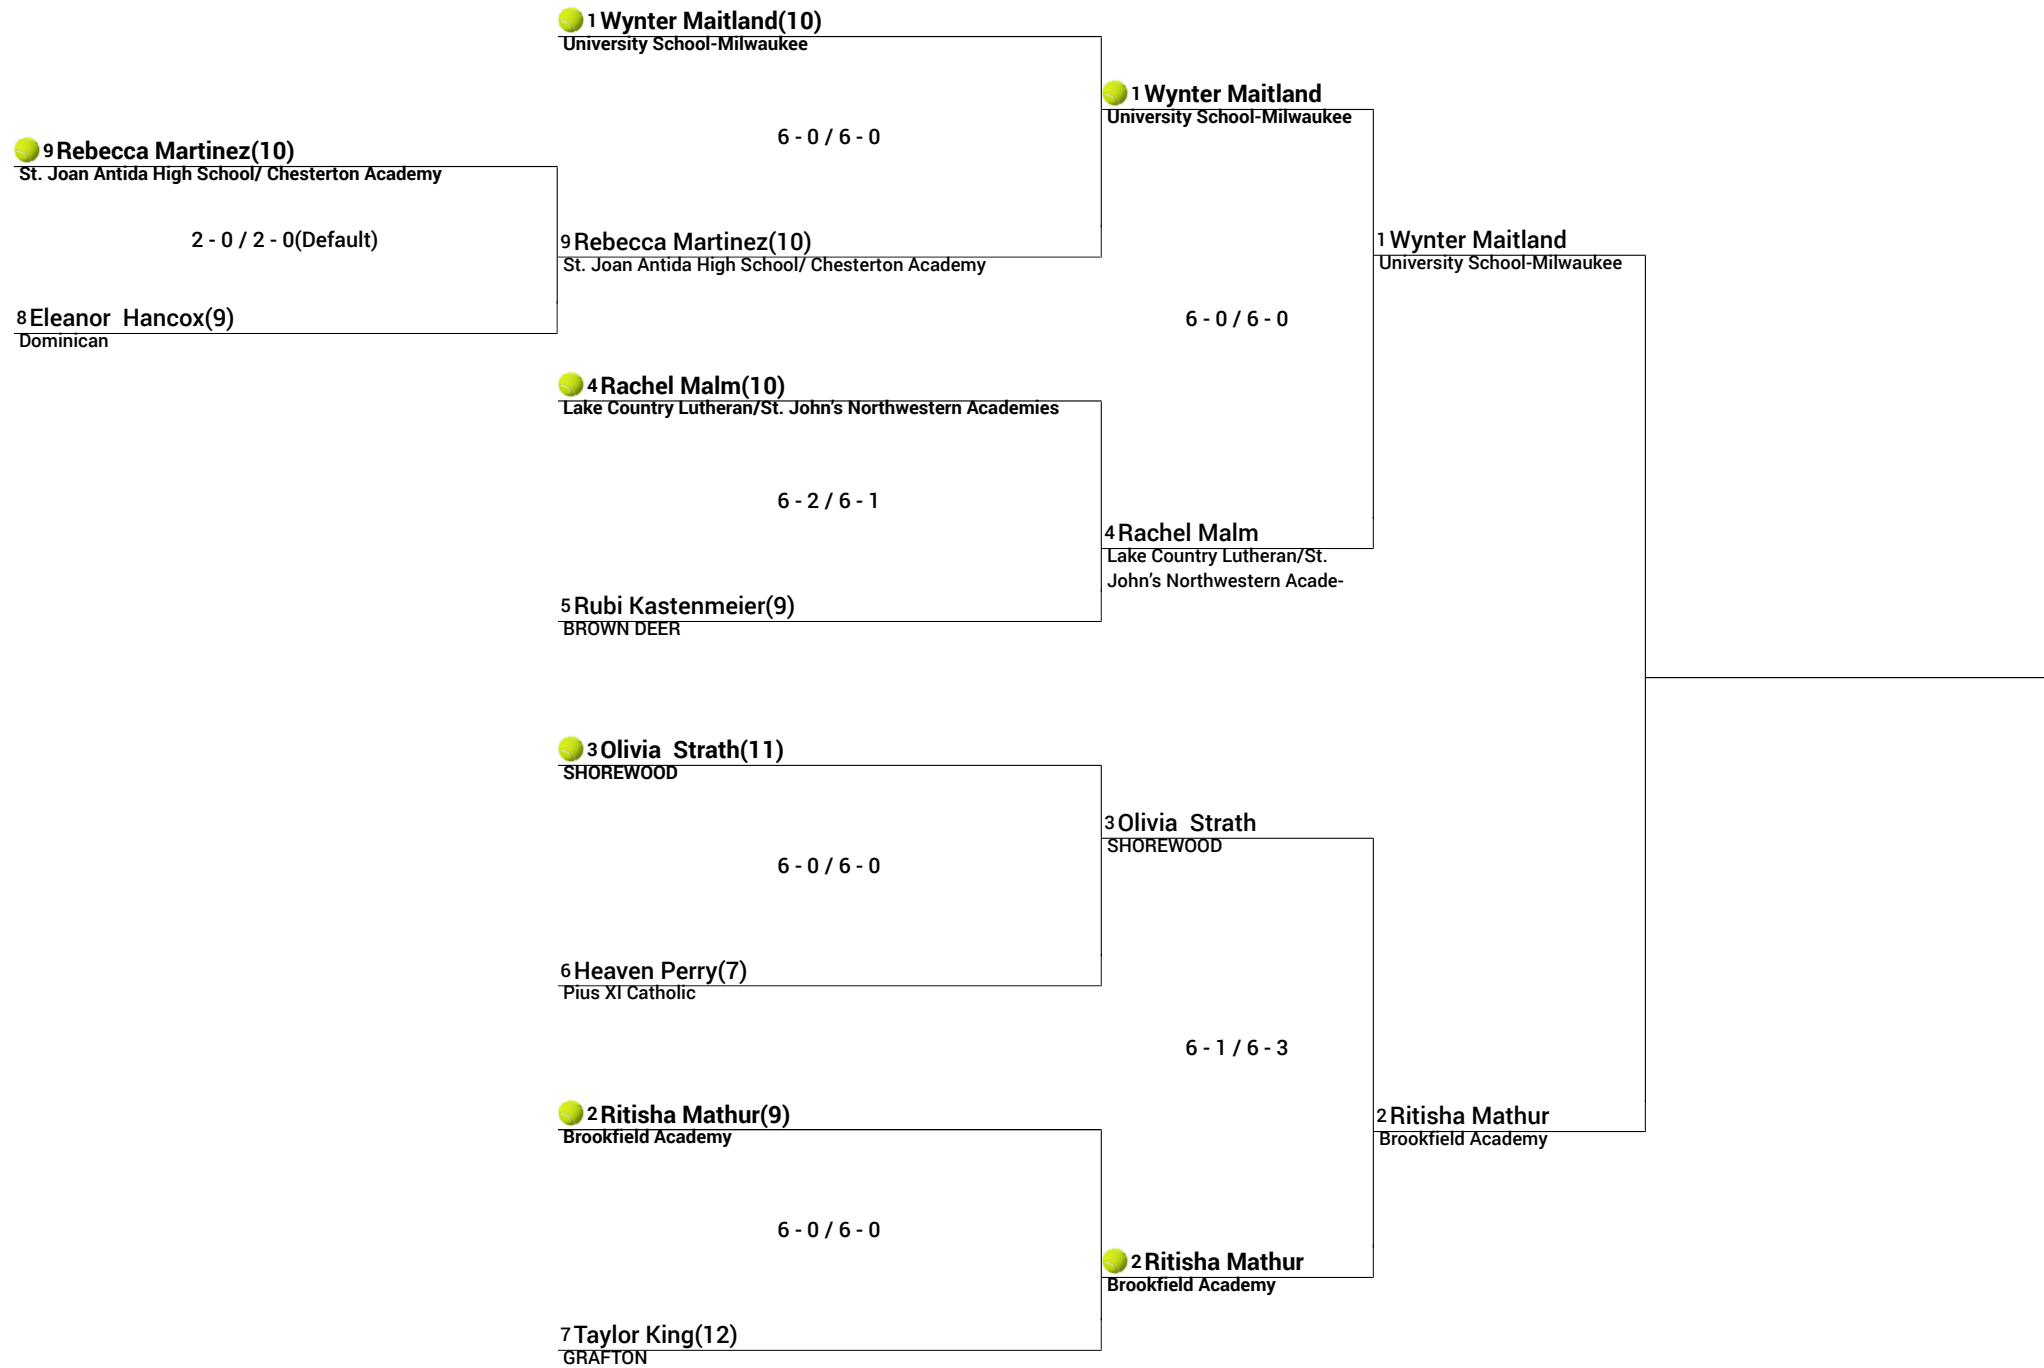 1 Wynter Maitland(10)
University School-Milwaukee
1 Wynter Maitland
University School-Milwaukee
6 - 0 / 6 - 0
9 Rebecca Martinez(10)
St. Joan Antida High School/ Chesterton Academy
2 - 0 / 2 - 0(Default)
9 Rebecca Martinez(10)
St. Joan Antida High School/ Chesterton Academy
1 Wynter Maitland
University School-Milwaukee
8 Eleanor  Hancox(9)
Dominican
6 - 0 / 6 - 0
4 Rachel Malm(10)
Lake Country Lutheran/St. John's Northwestern Academies
6 - 2 / 6 - 1
4 Rachel Malm
Lake Country Lutheran/St.
John's Northwestern Acade-
5 Rubi Kastenmeier(9)
BROWN DEER
3 Olivia  Strath(11)
SHOREWOOD
3 Olivia  Strath
SHOREWOOD
6 - 0 / 6 - 0
6 Heaven Perry(7)
Pius XI Catholic
6 - 1 / 6 - 3
2 Ritisha Mathur(9)
Brookfield Academy
2 Ritisha Mathur
Brookfield Academy
6 - 0 / 6 - 0
2 Ritisha Mathur
Brookfield Academy
7 Taylor King(12)
GRAFTON